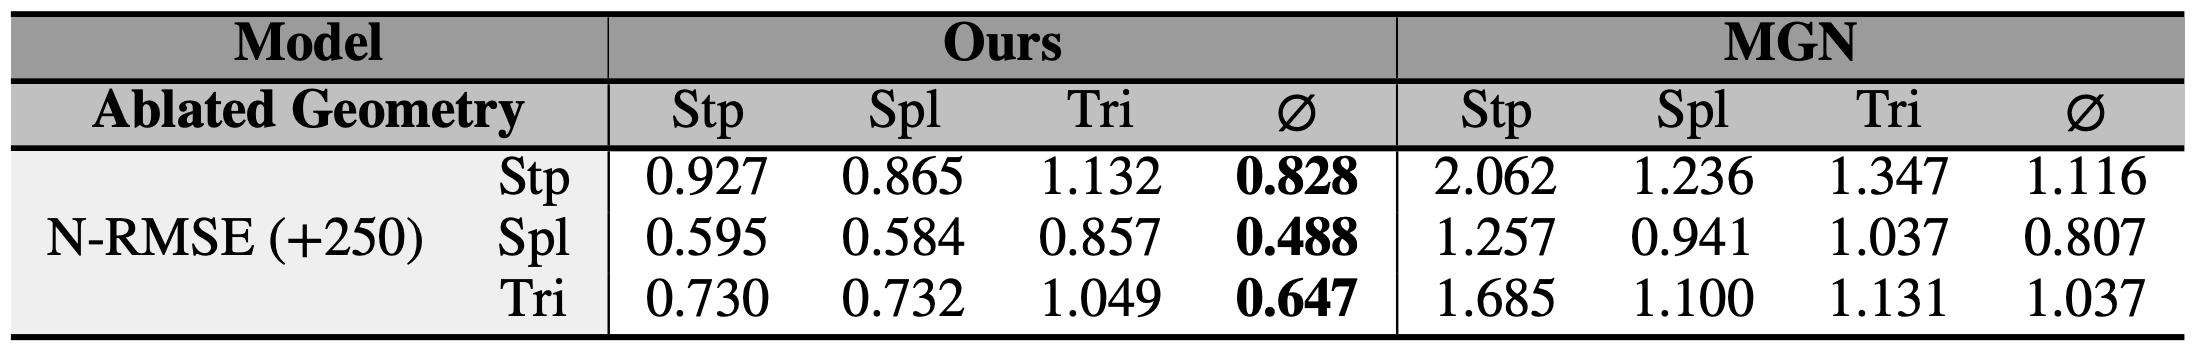 Model Ours MGN
Ablated Geometry Stp Spl Tri ∅ Stp Spl Tri ∅
Stp 0.927 0.865 1.132 0.828 2.062 1.236 1.347 1.116
N-RMSE (+250) Spl 0.595 0.584 0.857 0.488 1.257 0.941 1.037 0.807
Tri 0.730 0.732 1.049 0.647 1.685 1.100 1.131 1.037